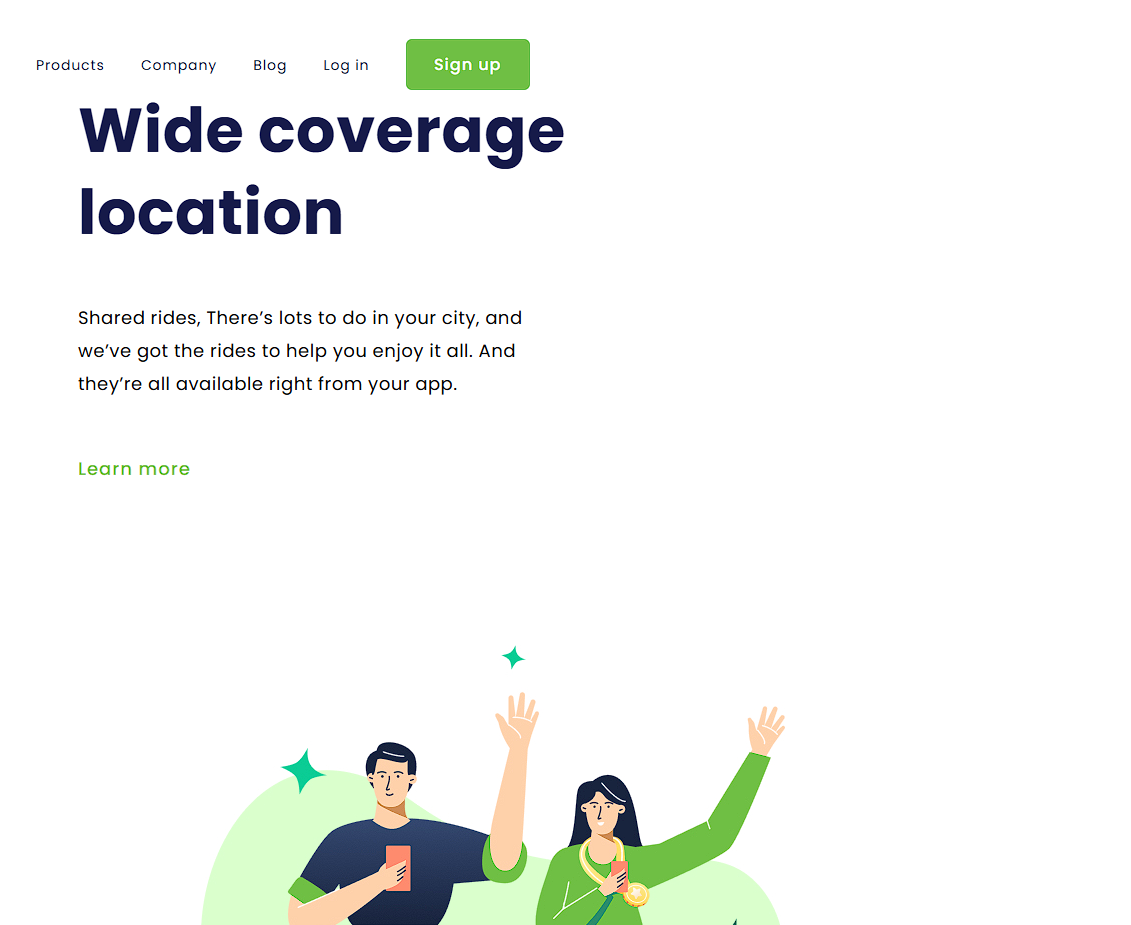 Products Company Blog Log in Sign up
Wide coverage
location
Shared rides, There’s lots to do in your city, and
we’ve got the rides to help you enjoy it all. And
they’re all available right from your app.
Learn more